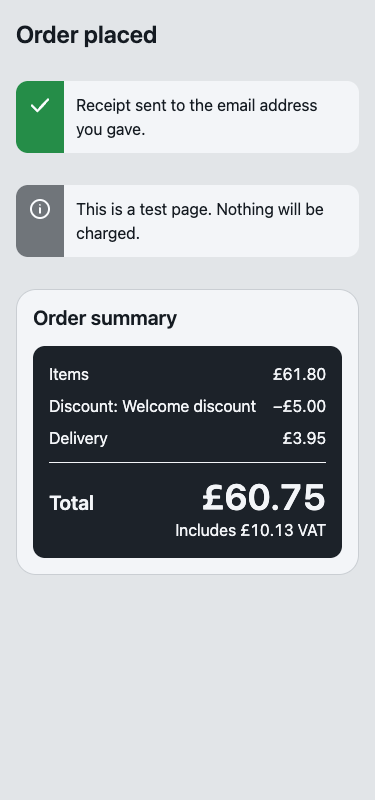 Order placed
Receipt sent to the email address
you gave.
This is a test page. Nothing will be
charged.
Order summary
Items £61.80
Discount: Welcome discount −£5.00
Delivery £3.95
Total £60.75
Includes £10.13 VAT